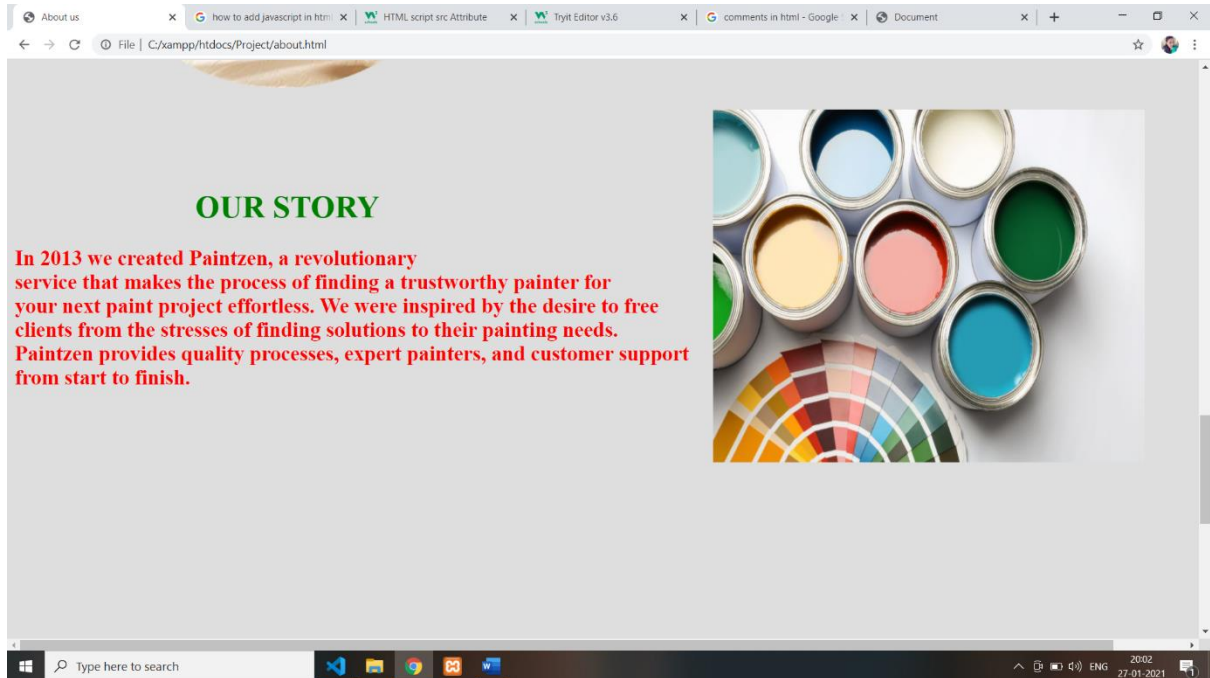 About us
how to add javascript in html
HTML script src Attribute
Tryit Editor v3.6
comments in html - Google
Document
File | C:/xampp/htdocs/Project/about.html
OUR STORY
In 2013 we created Paintzen, a revolutionary
service that makes the process of finding a trustworthy painter for
your next paint project effortless. We were inspired by the desire to free
clients from the stresses of finding solutions to their painting needs.
Paintzen provides quality processes, expert painters, and customer support
from start to finish.
Type here to search
ENG
20:02
27-01-2021